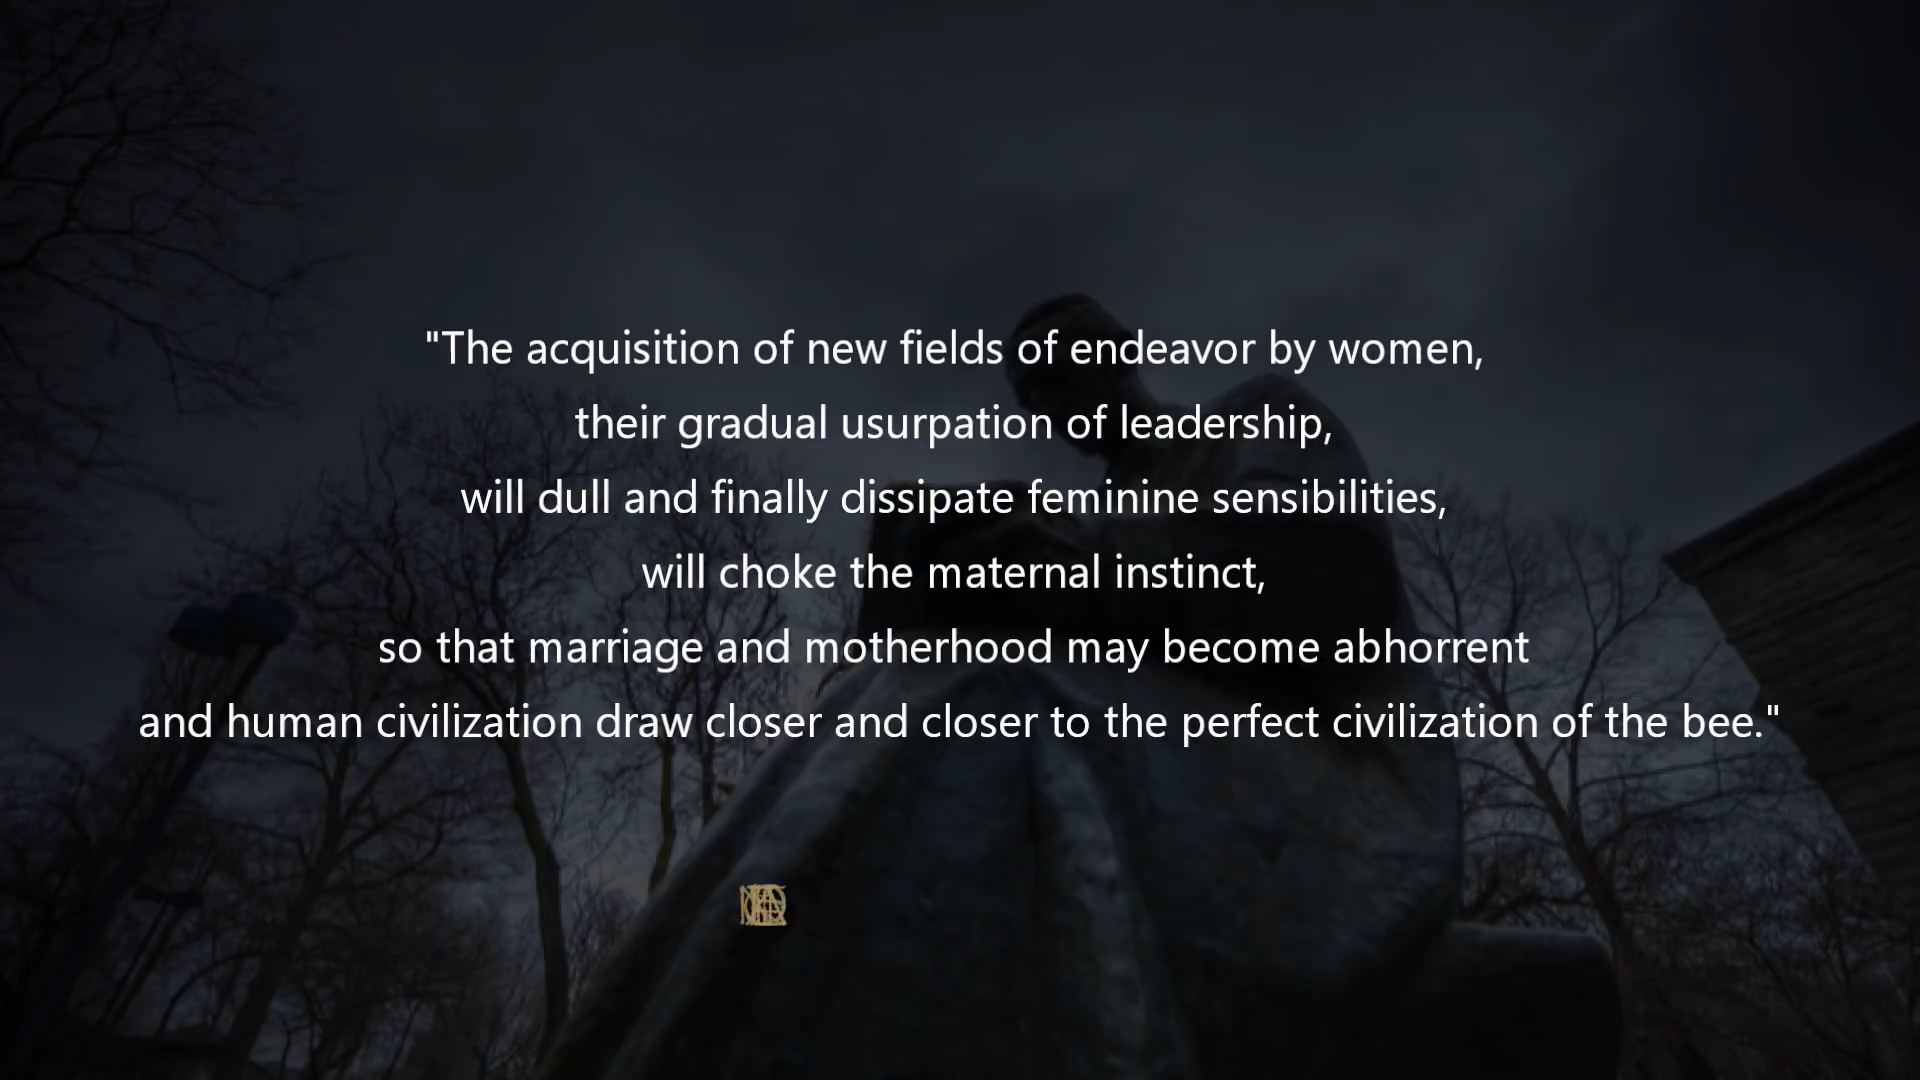 "The acquisition of new fields of endeavor by women,
their gradual usurpation of leadership,
will dull and finally dissipate feminine sensibilities,
will choke the maternal instinct,
so that marriage and motherhood may become abhorrent
and human civilization draw closer and closer to the perfect civilization of the bee."